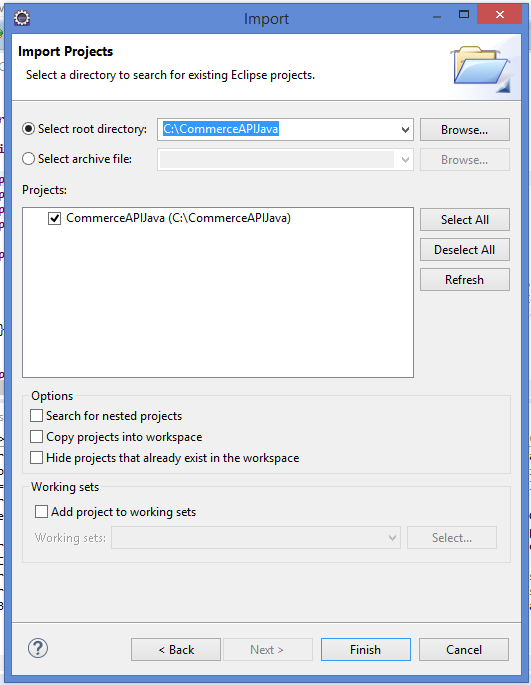 Import
Import Projects
Select a directory to search for existing Eclipse projects.
Select root directory: C:\CommerceAPIJava Browse...
Select archive file: Browse...
Projects:
CommerceAPIJava (C:\CommerceAPIJava)
Select All
Deselect All
Refresh
Options
Search for nested projects
Copy projects into workspace
Hide projects that already exist in the workspace
Working sets
Add project to working sets
Working sets: Select...
? < Back Next > Finish Cancel